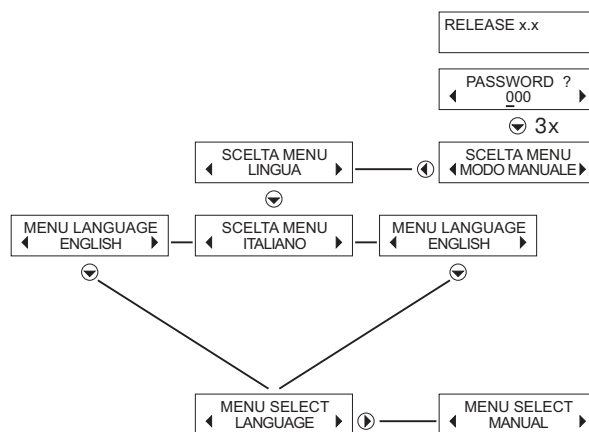 RELEASE x.x
PASSWORD ?
000
3x
SCELTA MENU
LINGUA
SCELTA MENU
MODO MANUALE
MENU LANGUAGE
ENGLISH
SCELTA MENU
ITALIANO
MENU LANGUAGE
ENGLISH
MENU SELECT
LANGUAGE
MENU SELECT
MANUAL